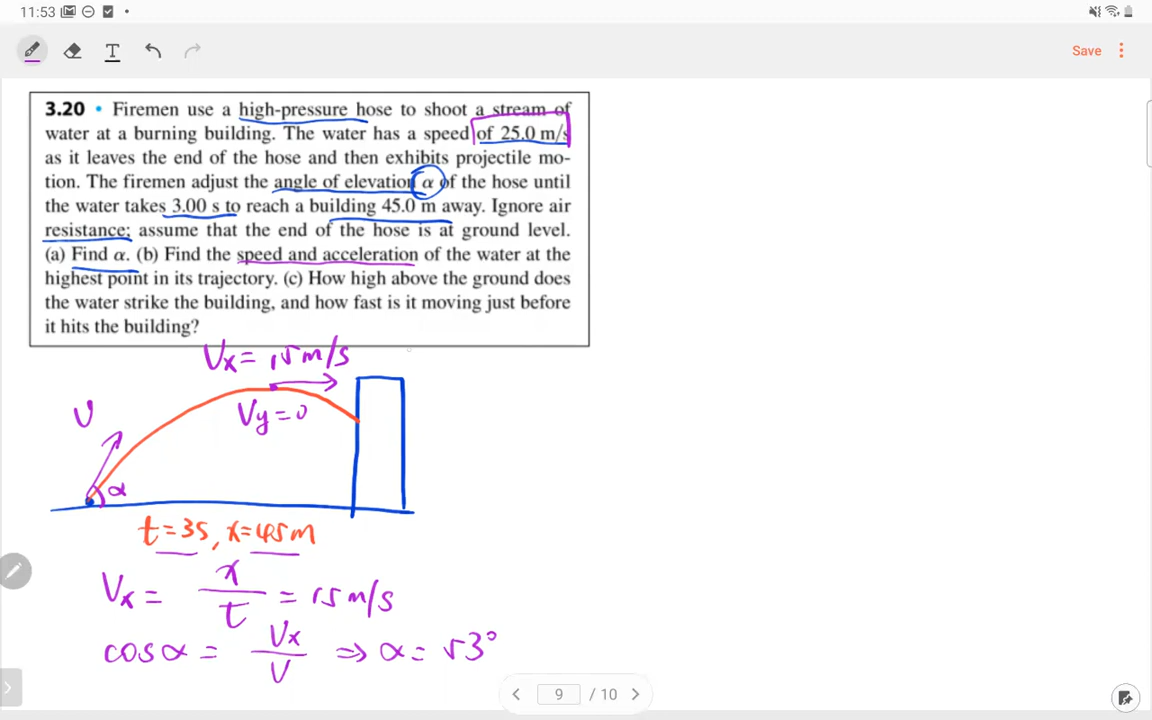 11:53
Save
3.20 • Firemen use a high-pressure hose to shoot a stream of
water at a burning building. The water has a speed of 25.0 m/s
as it leaves the end of the hose and then exhibits projectile mo-
tion. The firemen adjust the angle of elevation α of the hose until
the water takes 3.00 s to reach a building 45.0 m away. Ignore air
resistance; assume that the end of the hose is at ground level.
(a) Find α. (b) Find the speed and acceleration of the water at the
highest point in its trajectory. (c) How high above the ground does
the water strike the building, and how fast is it moving just before
it hits the building?
Vx = 15 m/s
Vy = 0
υ
α
t = 3s, x = 45m
Vx = x/t = 15 m/s
cos α = Vx/V ⇒ α = 53°
9 / 10